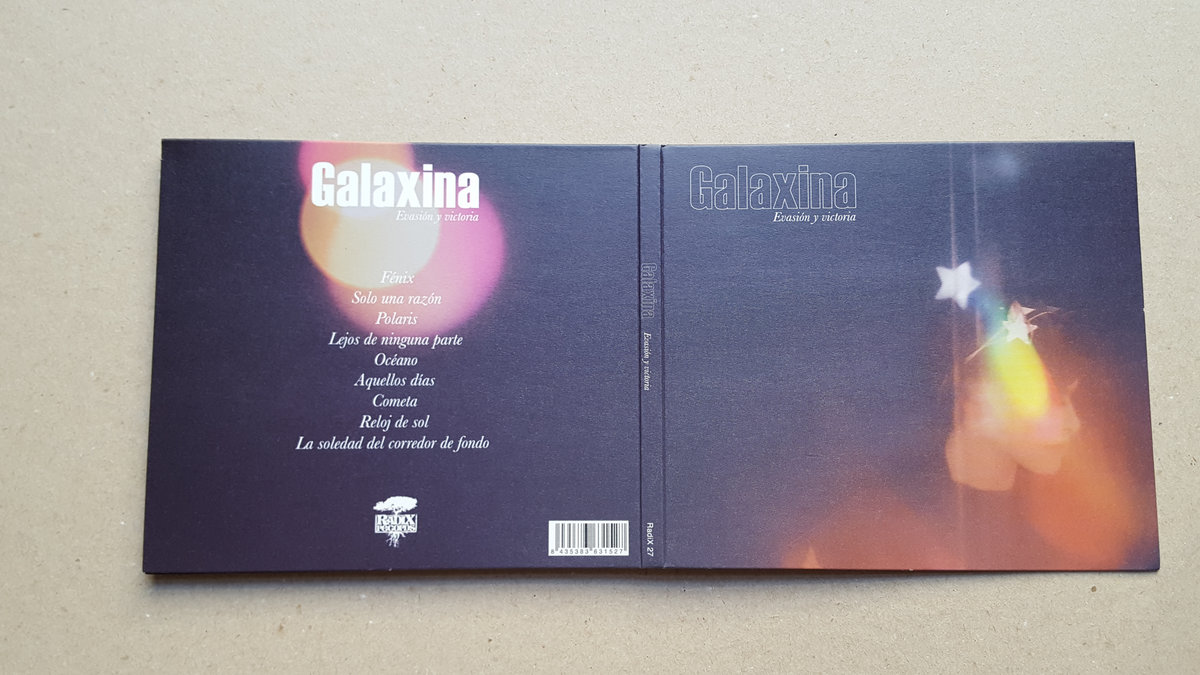 Galaxina
Evasión y victoria
Fénix
Solo una razón
Polaris
Lejos de ninguna parte
Océano
Aquellos días
Cometa
Reloj de sol
La soledad del corredor de fondo
RADIX
RECORDS
8 435383 631527
Galaxina
Evasión y victoria
RadiX 27
Galaxina
Evasión y victoria